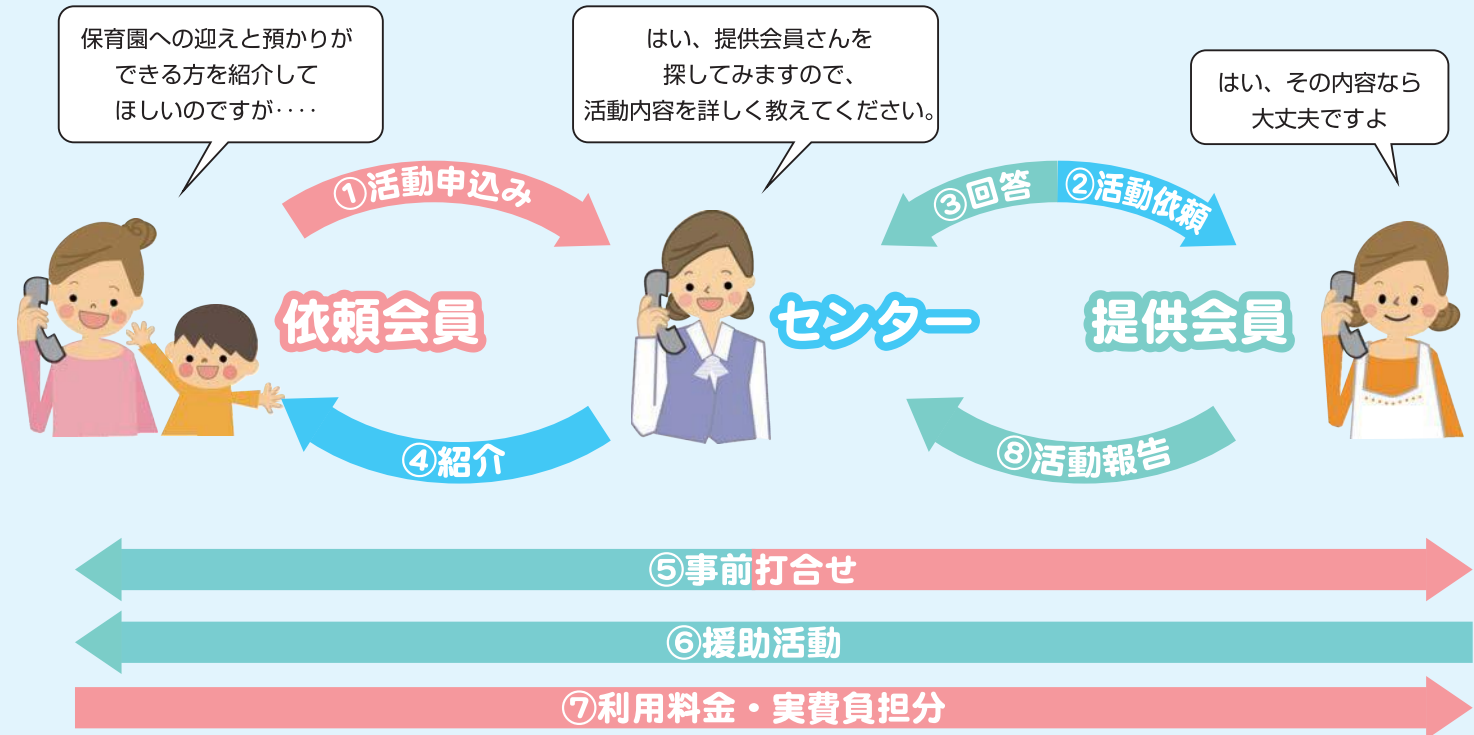 保育園への迎えと預かりが
できる方を紹介して
ほしいのですが‥‥
はい、提供会員さんを
探してみますので、
活動内容を詳しく教えてください。
はい、その内容なら
大丈夫ですよ
①活動申込み
③回答
②活動依頼
依頼会員
センター
提供会員
④紹介
⑧活動報告
⑤事前打合せ
⑥援助活動
⑦利用料金・実費負担分